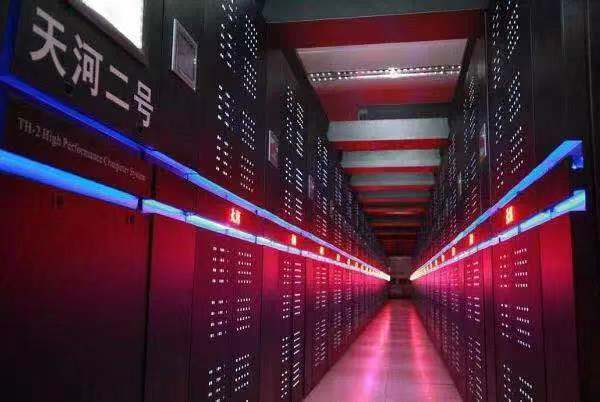 天河二号
TH-2 High Performance Computer System